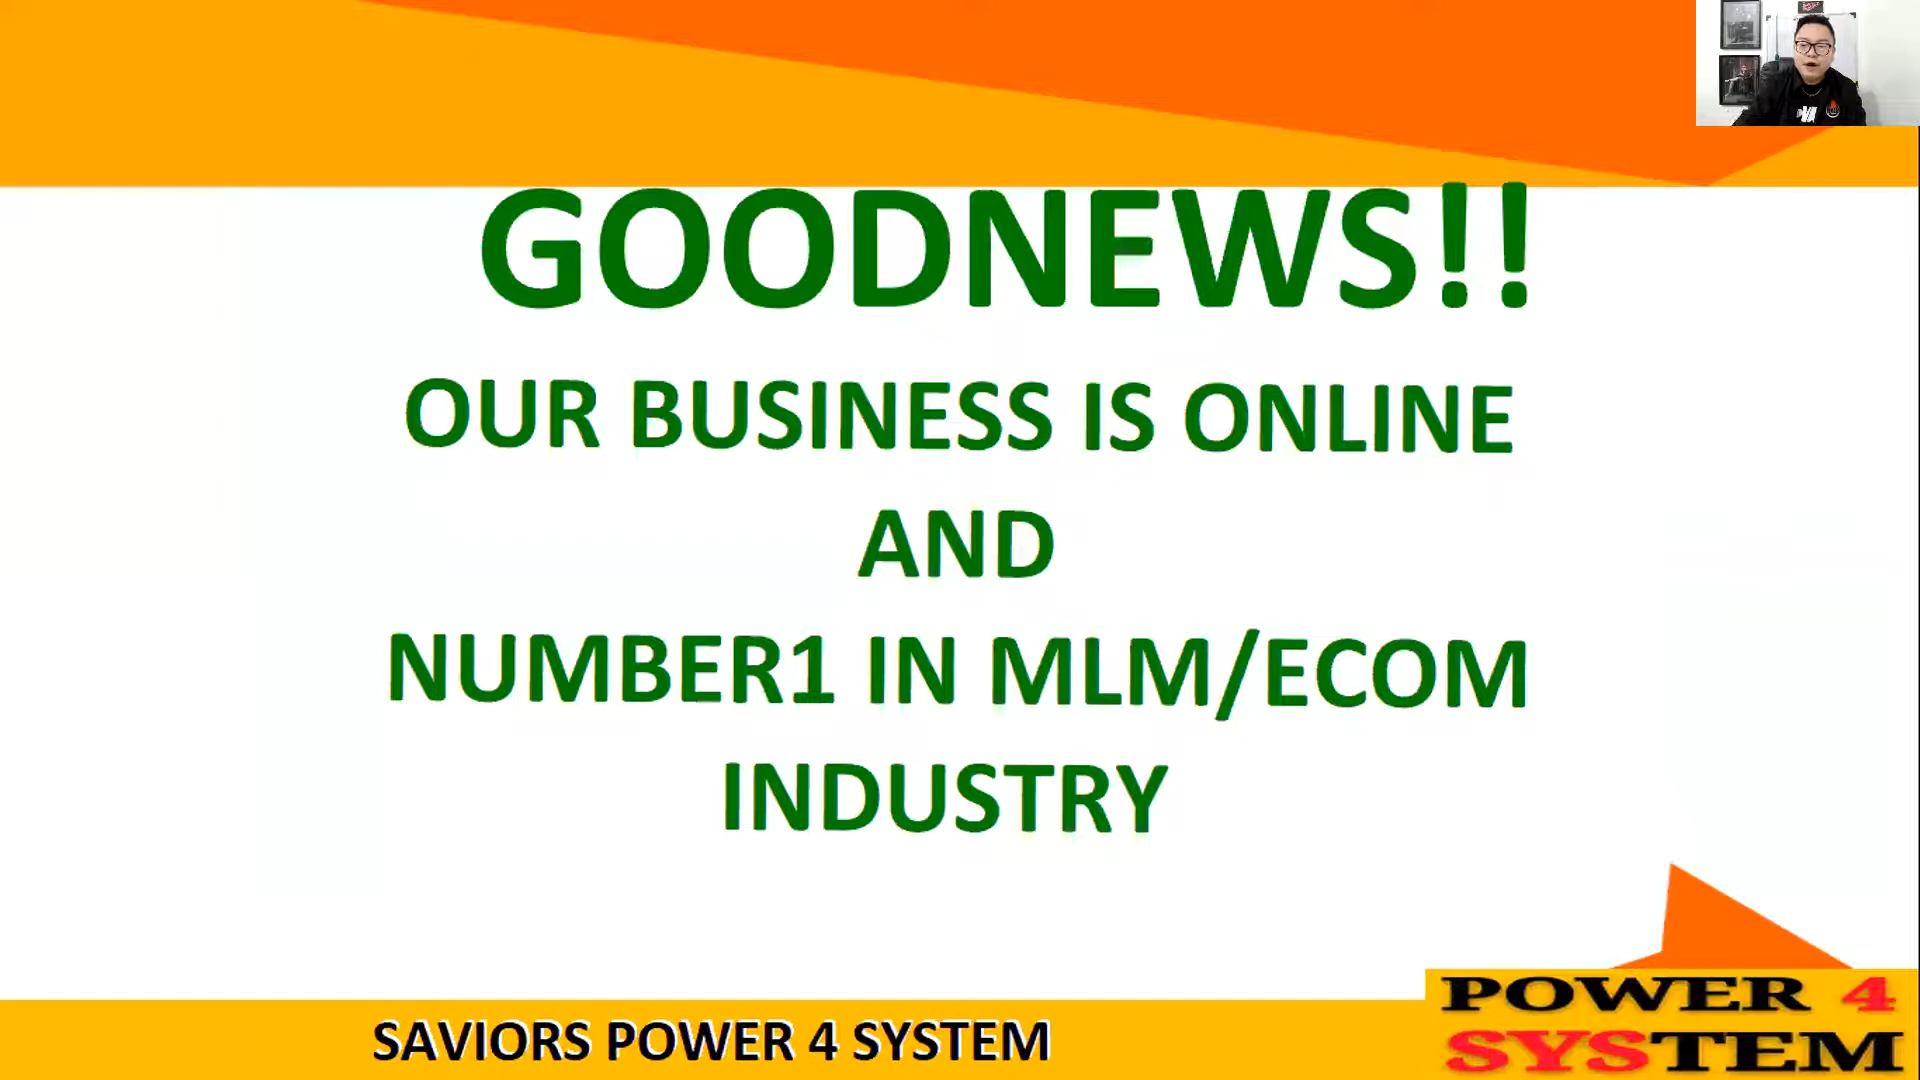 GOODNEWS!!
OUR BUSINESS IS ONLINE
AND
NUMBER1 IN MLM/ECOM
INDUSTRY
SAVIORS POWER 4 SYSTEM
POWER 4
SYSTEM